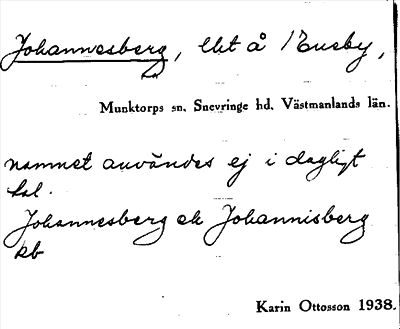 Johannesberg, lht å Åusby,
Munktorps sn. Snevringe hd. Västmanlands län.
namnet användes ej i dagligt
tal.
Johannesberg ek Johannisberg
kb
Karin Ottosson 1938.